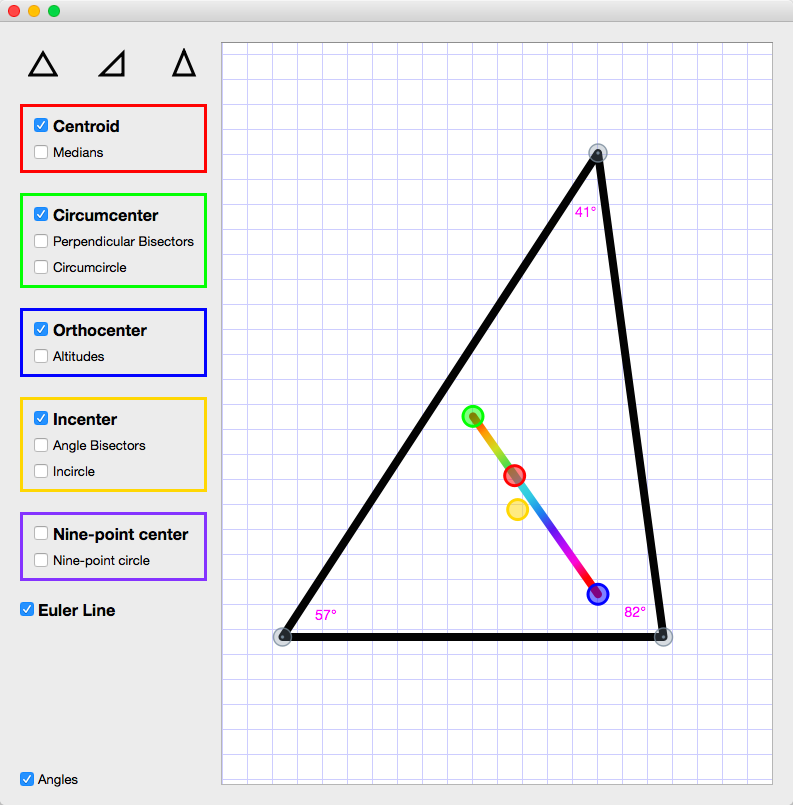 Centroid
Medians
Circumcenter
Perpendicular Bisectors
Circumcircle
Orthocenter
Altitudes
Incenter
Angle Bisectors
Incircle
Nine-point center
Nine-point circle
Euler Line
Angles
41°
57°
82°